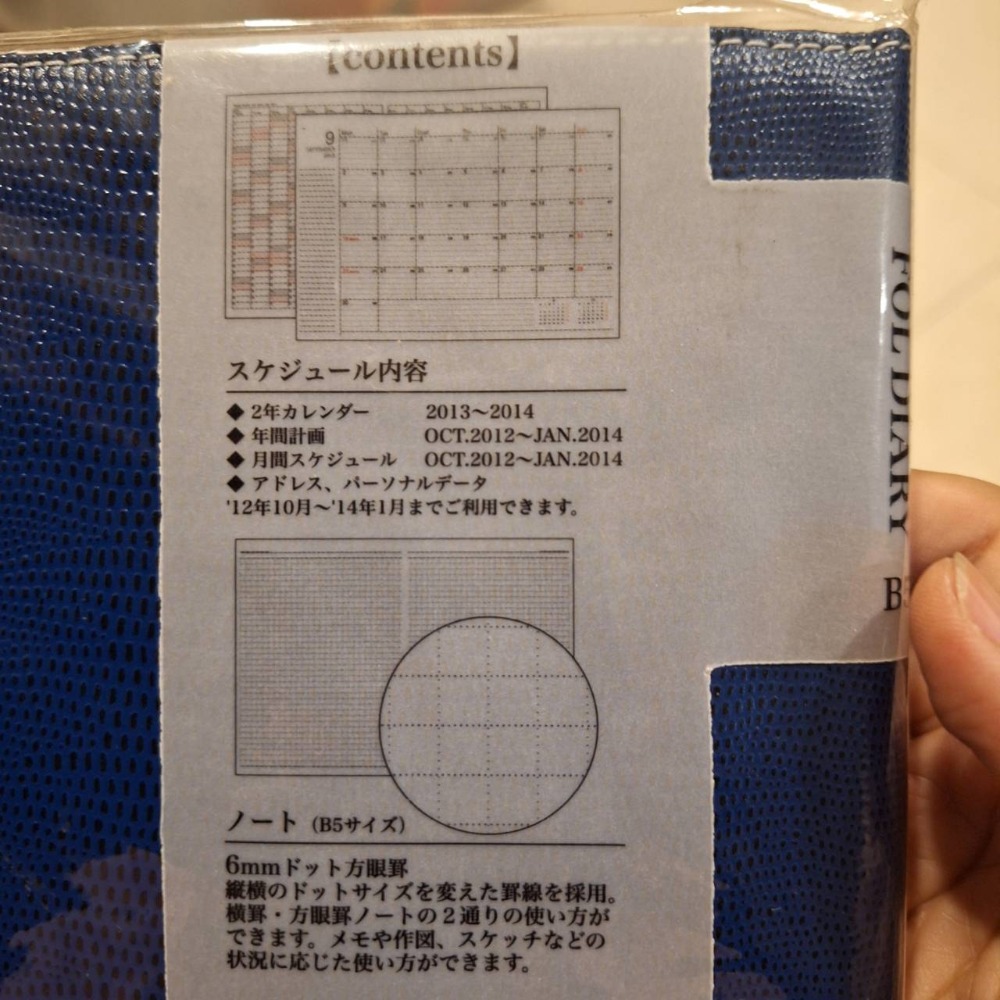 【contents】
9
スケジュール内容
◆ 2年カレンダー 2013～2014
◆ 年間計画 OCT.2012～JAN.2014
◆ 月間スケジュール OCT.2012～JAN.2014
◆ アドレス、パーソナルデータ
'12年10月～'14年1月までご利用できます。
ノート（B5サイズ）
6mmドット方眼罫
縦横のドットサイズを変えた罫線を採用。
横罫・方眼罫ノートの2通りの使い方が
できます。メモや作図、スケッチなどの
状況に応じた使い方ができます。
FOL DIARY